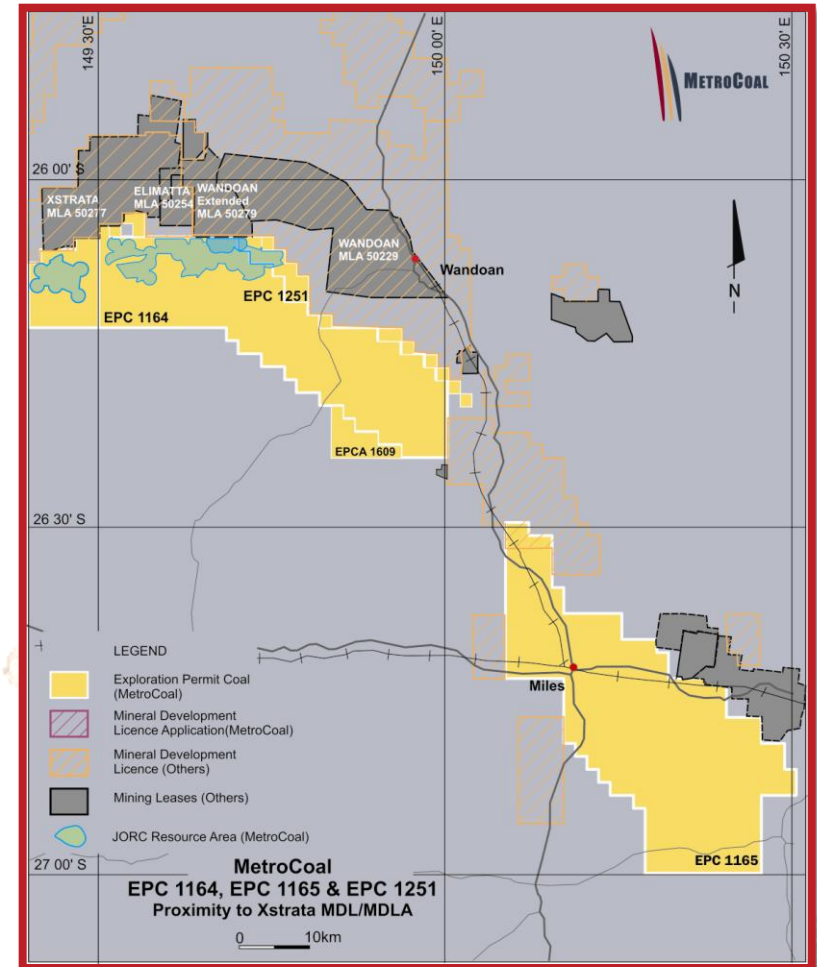 149 30'E
150 00' E
150 30' E
METROCOAL
26 00' S
XSTRATA
MLA 50277
ELIMATTA
MLA 50254
WANDOAN
Extended
MLA 50279
WANDOAN
MLA 50229
Wandoan
N
EPC 1251
EPC 1164
EPCA 1609
26 30' S
LEGEND
Exploration Permit Coal
(MetroCoal)
Mineral Development
Licence Application(MetroCoal)
Mineral Development
Licence (Others)
Mining Leases (Others)
JORC Resource Area (MetroCoal)
Miles
27 00' S
EPC 1165
MetroCoal
EPC 1164, EPC 1165 & EPC 1251
Proximity to Xstrata MDL/MDLA
0 10km